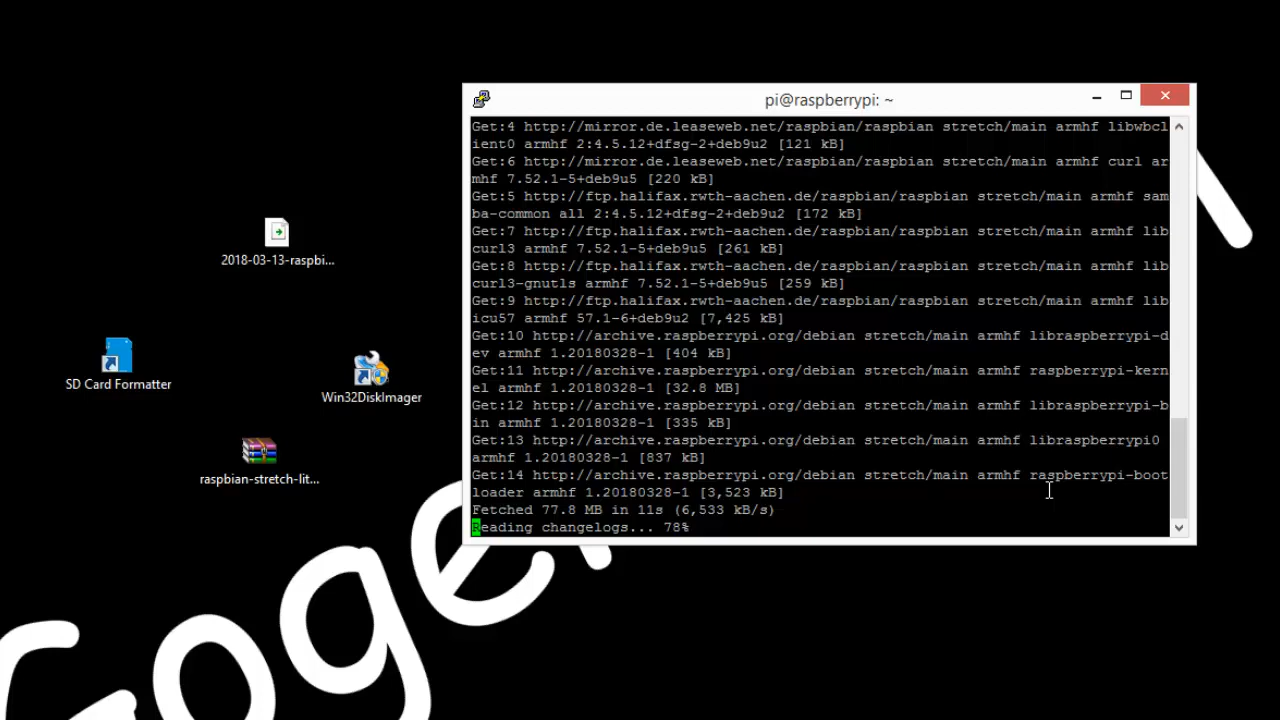 pi@raspberrypi: ~
Get:4 http://mirror.de.leaseweb.net/raspbian/raspbian stretch/main armhf libwbcl
ient0 armhf 2:4.5.12+dfsg-2+deb9u2 [121 kB]
Get:6 http://mirror.de.leaseweb.net/raspbian/raspbian stretch/main armhf curl ar
mhf 7.52.1-5+deb9u5 [220 kB]
Get:5 http://ftp.halifax.rwth-aachen.de/raspbian/raspbian stretch/main armhf sam
ba-common all 2:4.5.12+dfsg-2+deb9u2 [172 kB]
Get:7 http://ftp.halifax.rwth-aachen.de/raspbian/raspbian stretch/main armhf lib
curl3 armhf 7.52.1-5+deb9u5 [261 kB]
Get:8 http://ftp.halifax.rwth-aachen.de/raspbian/raspbian stretch/main armhf lib
curl3-gnutls armhf 7.52.1-5+deb9u5 [259 kB]
Get:9 http://ftp.halifax.rwth-aachen.de/raspbian/raspbian stretch/main armhf lib
icu57 armhf 57.1-6+deb9u2 [7,425 kB]
Get:10 http://archive.raspberrypi.org/debian stretch/main armhf libraspberrypi-d
ev armhf 1.20180328-1 [404 kB]
Get:11 http://archive.raspberrypi.org/debian stretch/main armhf raspberrypi-kern
el armhf 1.20180328-1 [32.8 MB]
Get:12 http://archive.raspberrypi.org/debian stretch/main armhf libraspberrypi-b
in armhf 1.20180328-1 [335 kB]
Get:13 http://archive.raspberrypi.org/debian stretch/main armhf libraspberrypi0
armhf 1.20180328-1 [837 kB]
Get:14 http://archive.raspberrypi.org/debian stretch/main armhf raspberrypi-boot
loader armhf 1.20180328-1 [3,523 kB]
Fetched 77.8 MB in 11s (6,533 kB/s)
Reading changelogs... 78%
2018-03-13-raspbi...
SD Card Formatter
Win32DiskImager
raspbian-stretch-lit...